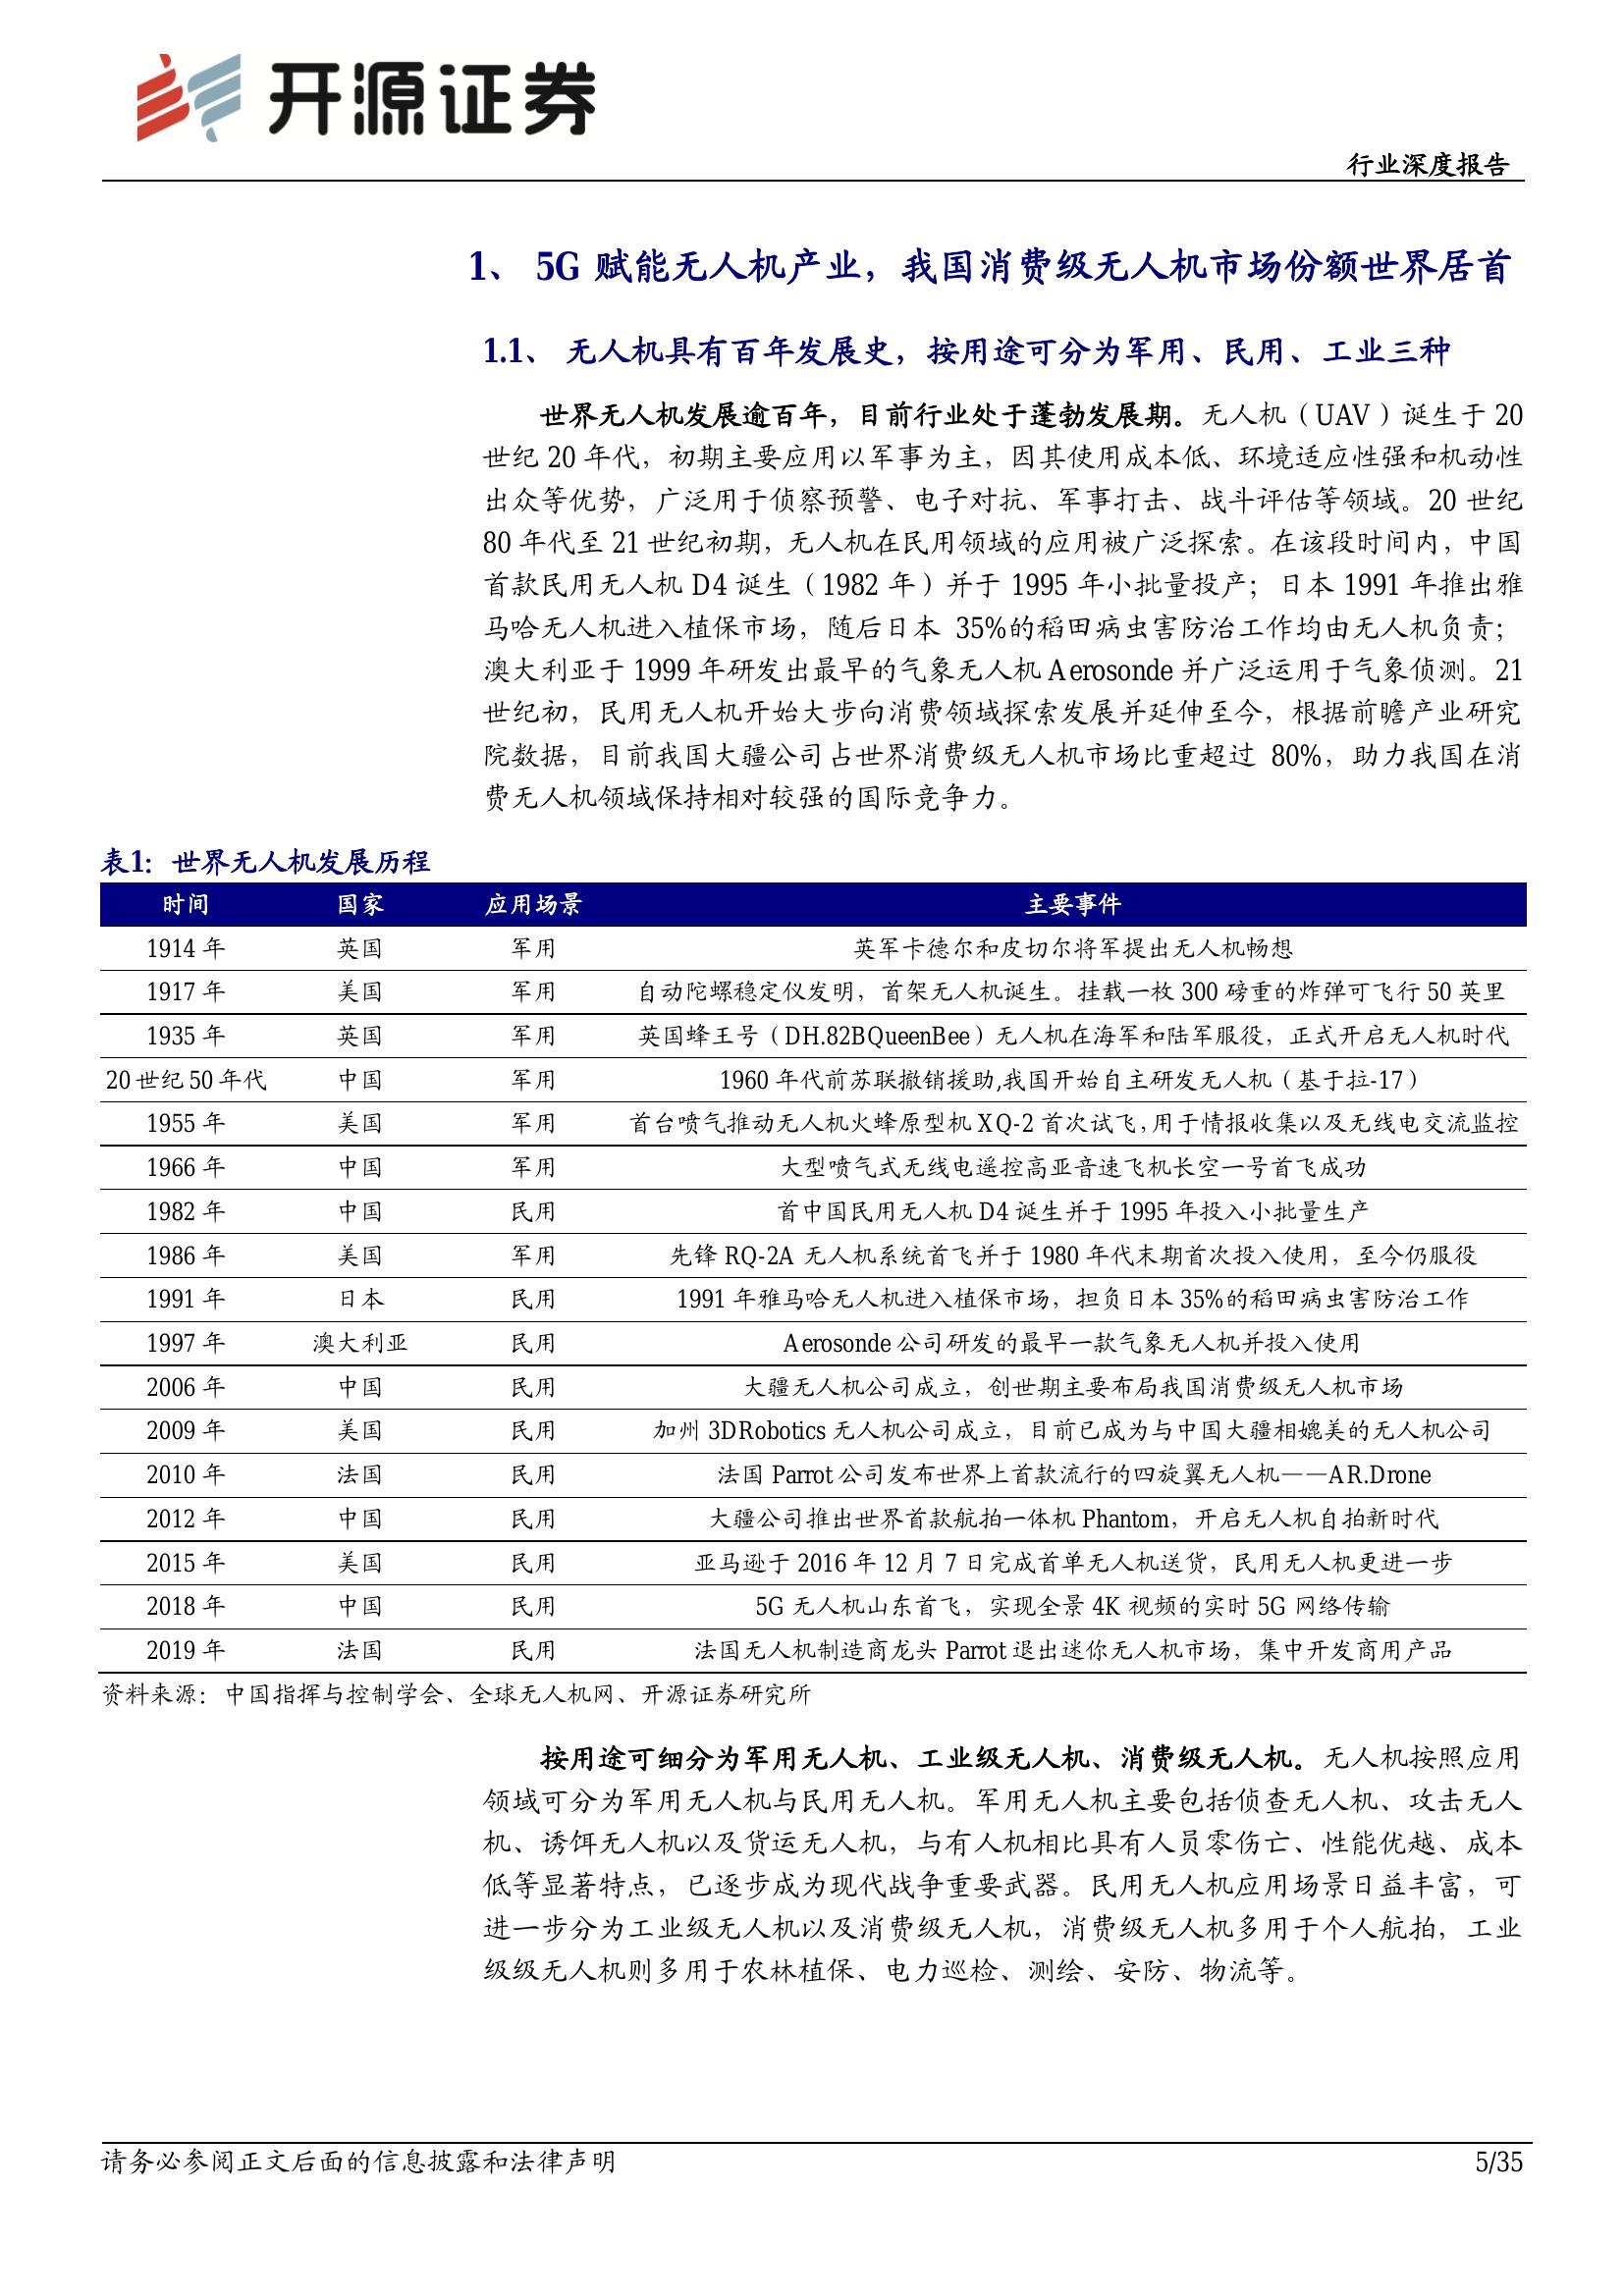 开源证券
行业深度报告
1、 5G 赋能无人机产业，我国消费级无人机市场份额世界居首
1.1、 无人机具有百年发展史，按用途可分为军用、民用、工业三种
世界无人机发展逾百年，目前行业处于蓬勃发展期。无人机（UAV）诞生于 20
世纪 20 年代，初期主要应用以军事为主，因其使用成本低、环境适应性强和机动性
出众等优势，广泛用于侦察预警、电子对抗、军事打击、战斗评估等领域。20 世纪
80 年代至 21 世纪初期，无人机在民用领域的应用被广泛探索。在该段时间内，中国
首款民用无人机 D4 诞生（1982 年）并于 1995 年小批量投产；日本 1991 年推出雅
马哈无人机进入植保市场，随后日本 35%的稻田病虫害防治工作均由无人机负责；
澳大利亚于 1999 年研发出最早的气象无人机 Aerosonde 并广泛运用于气象侦测。21
世纪初，民用无人机开始大步向消费领域探索发展并延伸至今，根据前瞻产业研究
院数据，目前我国大疆公司占世界消费级无人机市场比重超过 80%，助力我国在消
费无人机领域保持相对较强的国际竞争力。
表1：世界无人机发展历程
时间 国家 应用场景 主要事件
1914 年 英国 军用 英军卡德尔和皮切尔将军提出无人机畅想
1917 年 美国 军用 自动陀螺稳定仪发明，首架无人机诞生。挂载一枚 300 磅重的炸弹可飞行 50 英里
1935 年 英国 军用 英国蜂王号（DH.82BQueenBee）无人机在海军和陆军服役，正式开启无人机时代
20 世纪 50 年代 中国 军用 1960 年代前苏联撤销援助,我国开始自主研发无人机（基于拉-17）
1955 年 美国 军用 首台喷气推动无人机火蜂原型机 XQ-2 首次试飞，用于情报收集以及无线电交流监控
1966 年 中国 军用 大型喷气式无线电遥控高亚音速飞机长空一号首飞成功
1982 年 中国 民用 首中国民用无人机 D4 诞生并于 1995 年投入小批量生产
1986 年 美国 军用 先锋 RQ-2A 无人机系统首飞并于 1980 年代末期首次投入使用，至今仍服役
1991 年 日本 民用 1991 年雅马哈无人机进入植保市场，担负日本 35%的稻田病虫害防治工作
1997 年 澳大利亚 民用 Aerosonde 公司研发的最早一款气象无人机并投入使用
2006 年 中国 民用 大疆无人机公司成立，创世期主要布局我国消费级无人机市场
2009 年 美国 民用 加州 3DRobotics 无人机公司成立，目前已成为与中国大疆相媲美的无人机公司
2010 年 法国 民用 法国 Parrot 公司发布世界上首款流行的四旋翼无人机——AR.Drone
2012 年 中国 民用 大疆公司推出世界首款航拍一体机 Phantom，开启无人机自拍新时代
2015 年 美国 民用 亚马逊于 2016 年 12 月 7 日完成首单无人机送货，民用无人机更进一步
2018 年 中国 民用 5G 无人机山东首飞，实现全景 4K 视频的实时 5G 网络传输
2019 年 法国 民用 法国无人机制造商龙头 Parrot 退出迷你无人机市场，集中开发商用产品
资料来源：中国指挥与控制学会、全球无人机网、开源证券研究所
按用途可细分为军用无人机、工业级无人机、消费级无人机。无人机按照应用
领域可分为军用无人机与民用无人机。军用无人机主要包括侦查无人机、攻击无人
机、诱饵无人机以及货运无人机，与有人机相比具有人员零伤亡、性能优越、成本
低等显著特点，已逐步成为现代战争重要武器。民用无人机应用场景日益丰富，可
进一步分为工业级无人机以及消费级无人机，消费级无人机多用于个人航拍，工业
级级无人机则多用于农林植保、电力巡检、测绘、安防、物流等。
请务必参阅正文后面的信息披露和法律声明
5/35